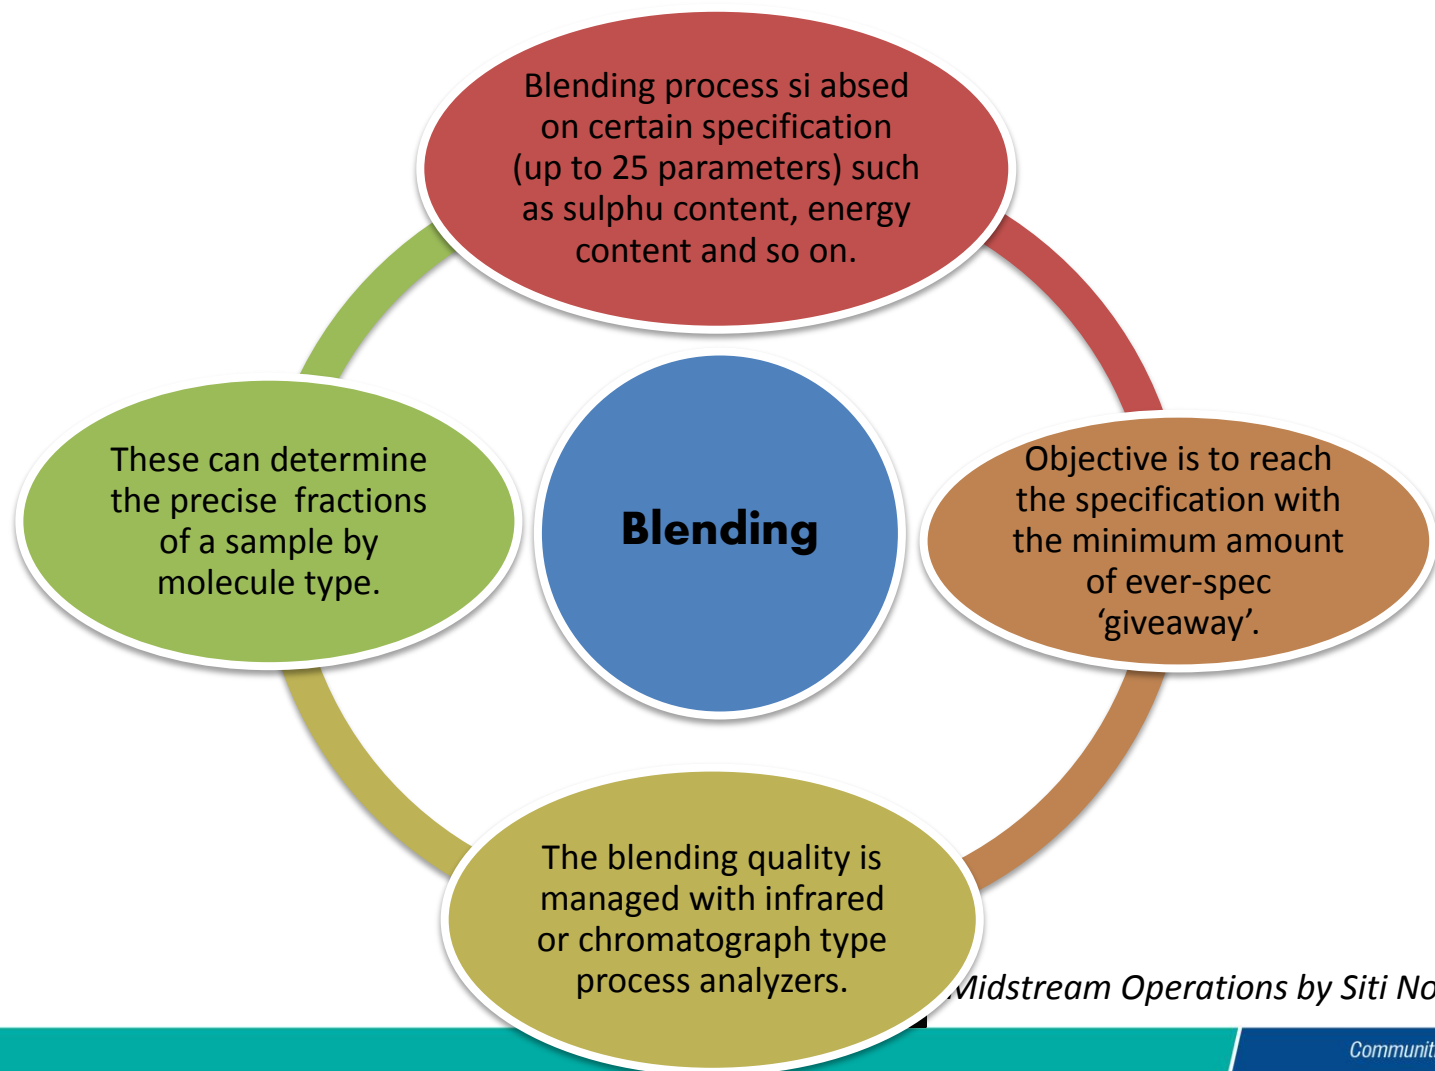 Blending process si absed
on certain specification
(up to 25 parameters) such
as sulphu content, energy
content and so on.
Blending
Objective is to reach
the specification with
the minimum amount
of ever-spec
‘giveaway’.
The blending quality is
managed with infrared
or chromatograph type
process analyzers.
These can determine
the precise fractions
of a sample by
molecule type.
Midstream Operations by Siti